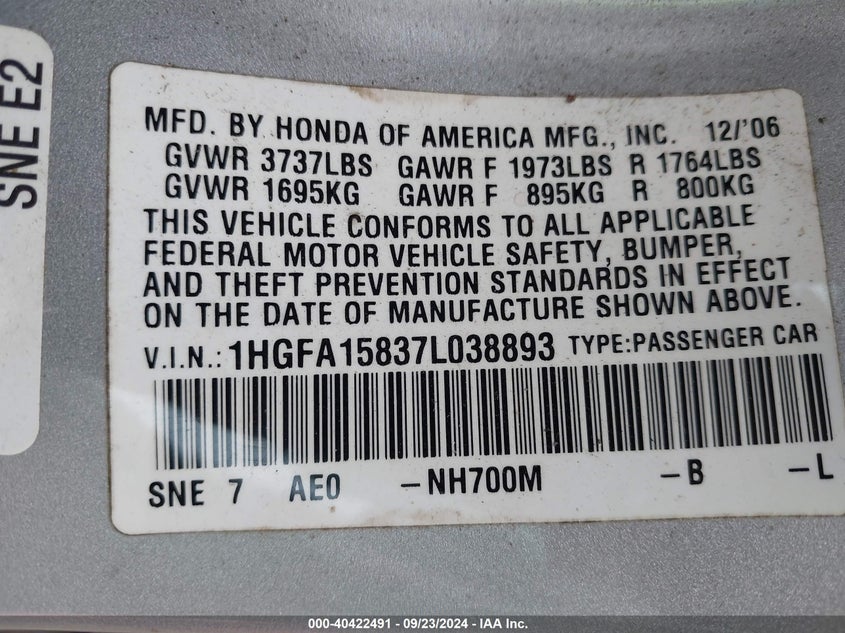 SNE E2
MFD. BY HONDA OF AMERICA MFG., INC. 12/'06
GVWR 3737LBS GAWR F 1973LBS R 1764LBS
GVWR 1695KG GAWR F 895KG R 800KG
THIS VEHICLE CONFORMS TO ALL APPLICABLE
FEDERAL MOTOR VEHICLE SAFETY, BUMPER,
AND THEFT PREVENTION STANDARDS IN EFFECT
ON THE DATE OF MANUFACTURE SHOWN ABOVE.
V.I.N.: 1HGFA15837L038893 TYPE:PASSENGER CAR
SNE 7 AE0 -NH700M -B -L
000-40422491 - 09/23/2024 - IAA Inc.